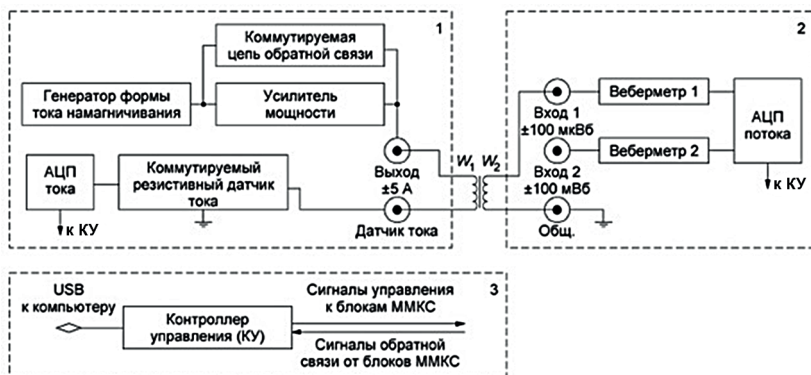 1
Коммутируемая
цепь обратной связи
Генератор формы
тока намагничивания
Усилитель
мощности
АЦП
тока
Коммутируемый
резистивный датчик
тока
к КУ
Выход
±5 А
Датчик тока
W1 W2
2
Вход 1
±100 мкВб
Веберметр 1
Вход 2
±100 мВб
Веберметр 2
АЦП
потока
к КУ
Общ.
3
USB
к компьютеру
Контроллер
управления (КУ)
Сигналы управления
к блокам ММКС
Сигналы обратной
связи от блоков ММКС